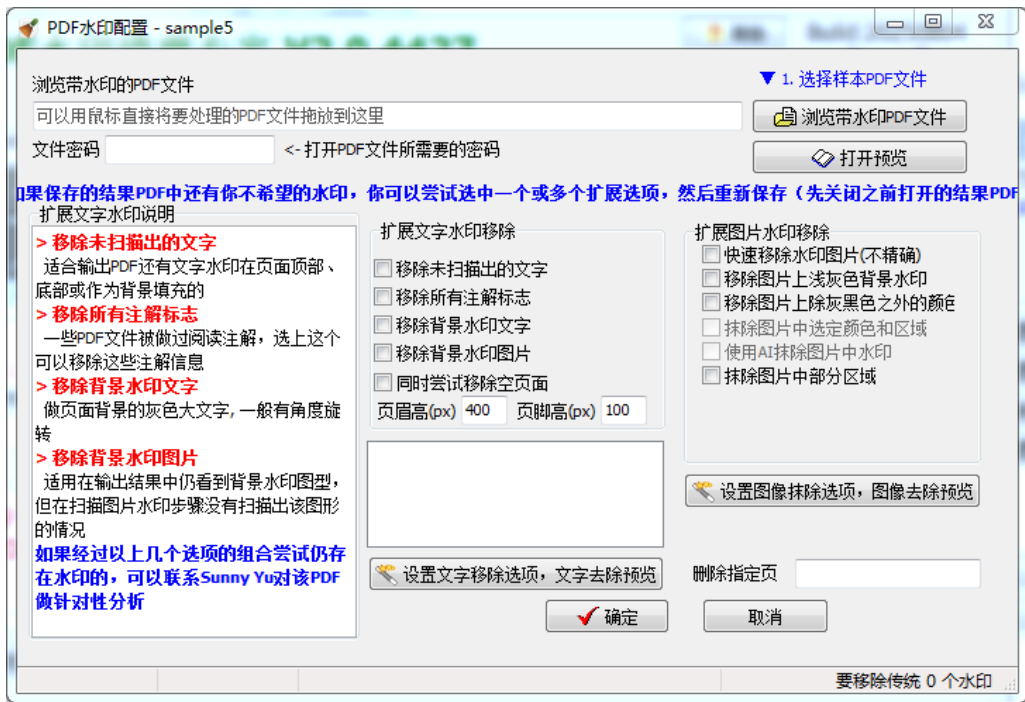 PDF水印配置 - sample5
浏览带水印的PDF文件
▼ 1. 选择样本PDF文件
可以用鼠标直接将要处理的PDF文件拖放到这里
浏览带水印PDF文件
文件密码
<- 打开PDF文件所需要的密码
打开预览
如果保存的结果PDF中还有你不希望的水印，你可以尝试选中一个或多个扩展选项，然后重新保存（先关闭之前打开的结果PDF
扩展文字水印说明
> 移除未扫描出的文字
适合输出PDF还有文字水印在页面顶部、
底部或作为背景填充的
> 移除所有注解标志
一些PDF文件被做过阅读注解，选上这个
可以移除这些注解信息
> 移除背景水印文字
做页面背景的灰色大文字, 一般有角度旋
转
> 移除背景水印图片
适用在输出结果中仍看到背景水印图型，
但在扫描图片水印步骤没有扫描出该图形
的情况
如果经过以上几个选项的组合尝试仍存
在水印的，可以联系Sunny Yu对该PDF
做针对性分析
扩展文字水印移除
移除未扫描出的文字
移除所有注解标志
移除背景水印文字
移除背景水印图片
同时尝试移除空页面
页眉高(px) 400 页脚高(px) 100
设置文字移除选项，文字去除预览
扩展图片水印移除
快速移除水印图片(不精确)
移除图片上浅灰色背景水印
移除图片上除灰黑色之外的颜色
抹除图片中选定颜色和区域
使用AI抹除图片中水印
抹除图片中部分区域
设置图像抹除选项，图像去除预览
删除指定页
确定
取消
要移除传统 0 个水印